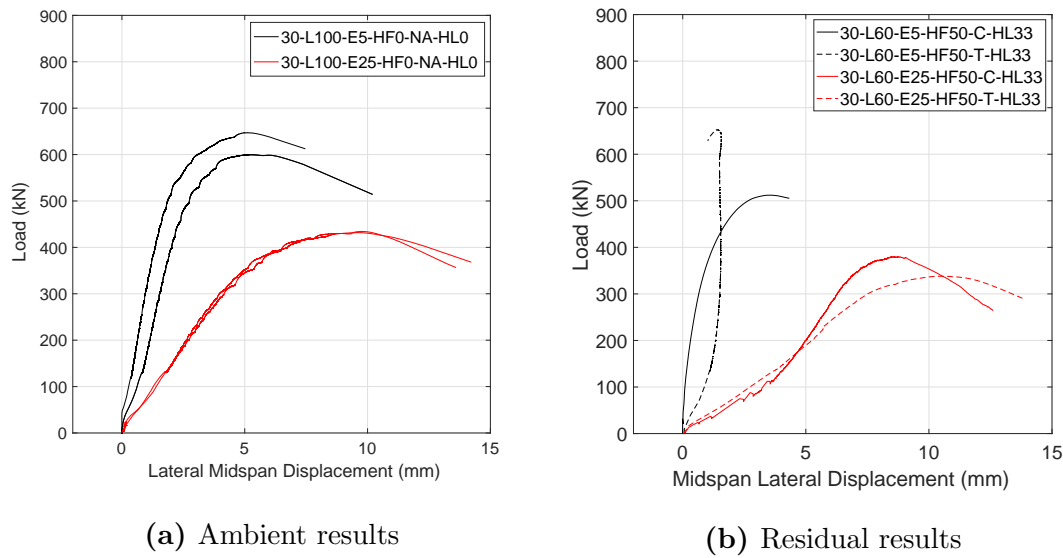 900
800
700
600
500
400
300
200
100
0
Load (kN)
30-L100-E5-HF0-NA-HL0
30-L100-E25-HF0-NA-HL0
0 5 10 15
Lateral Midspan Displacement (mm)
(a) Ambient results
900
800
700
600
500
400
300
200
100
0
Load (kN)
30-L60-E5-HF50-C-HL33
30-L60-E5-HF50-T-HL33
30-L60-E25-HF50-C-HL33
30-L60-E25-HF50-T-HL33
0 5 10 15
Midspan Lateral Displacement (mm)
(b) Residual results